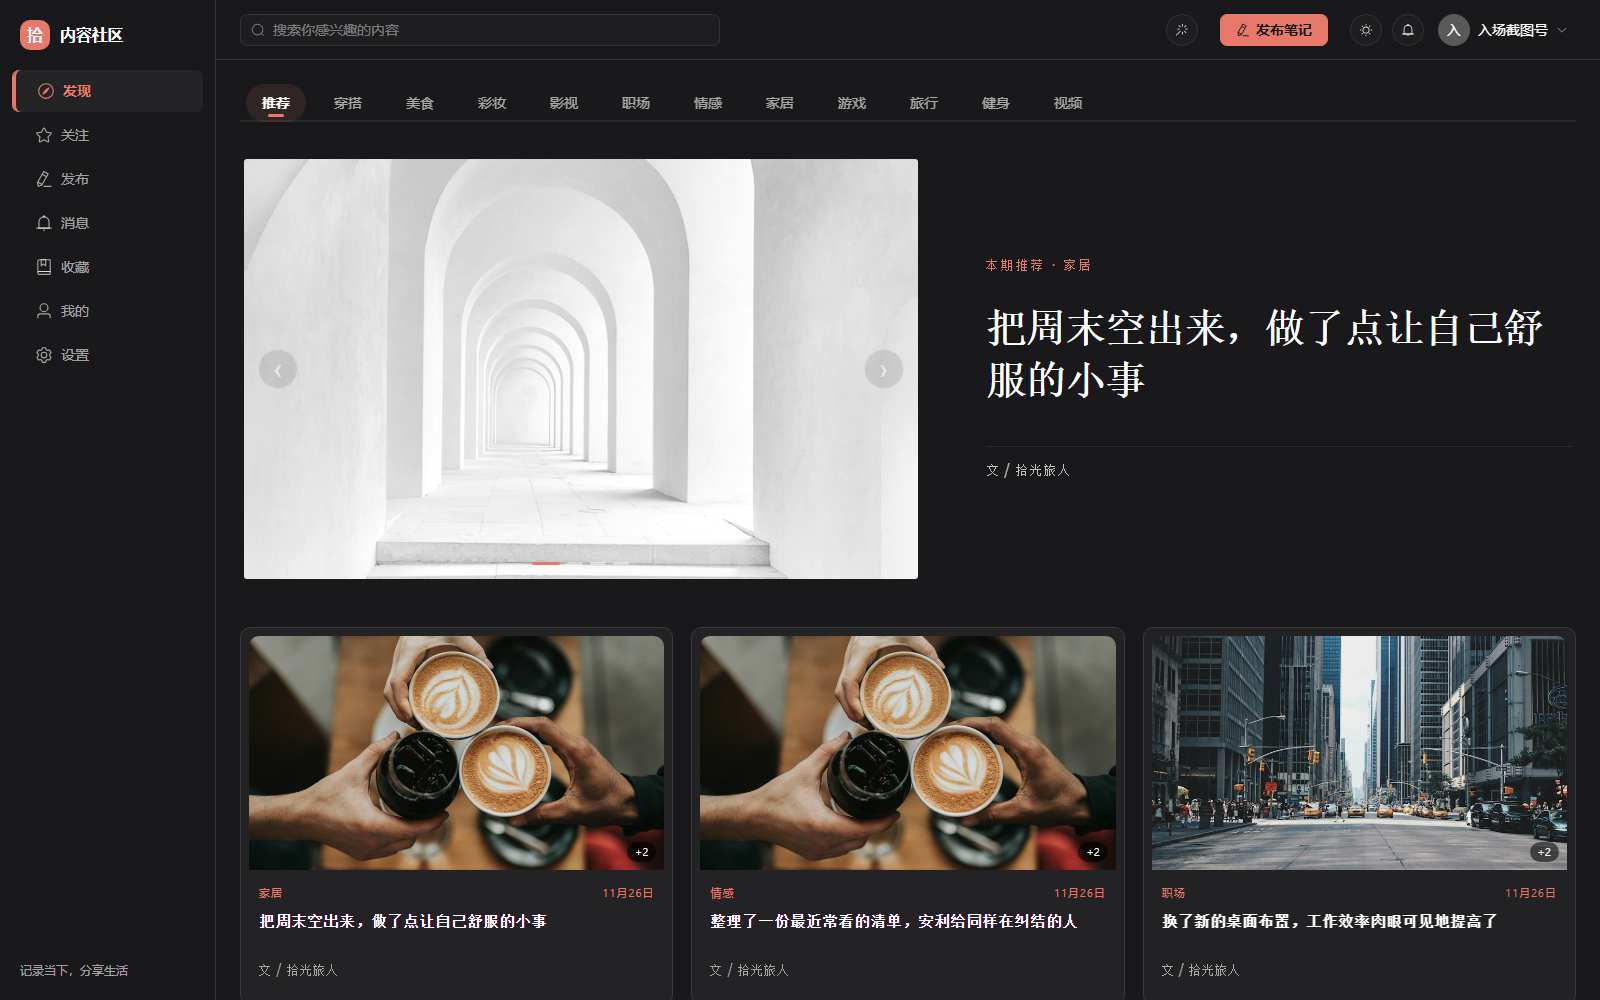 拾 内容社区
搜索你感兴趣的内容
发布笔记
入 入场截图号
发现
关注
发布
消息
收藏
我的
设置
记录当下，分享生活
推荐 穿搭 美食 彩妆 影视 职场 情感 家居 游戏 旅行 健身 视频
本期推荐 · 家居
把周末空出来，做了点让自己舒
服的小事
文 / 拾光旅人
+2
家居 11月26日
把周末空出来，做了点让自己舒服的小事
文 / 拾光旅人
+2
情感 11月26日
整理了一份最近常看的清单，安利给同样在纠结的人
文 / 拾光旅人
+2
职场 11月26日
换了新的桌面布置，工作效率肉眼可见地提高了
文 / 拾光旅人